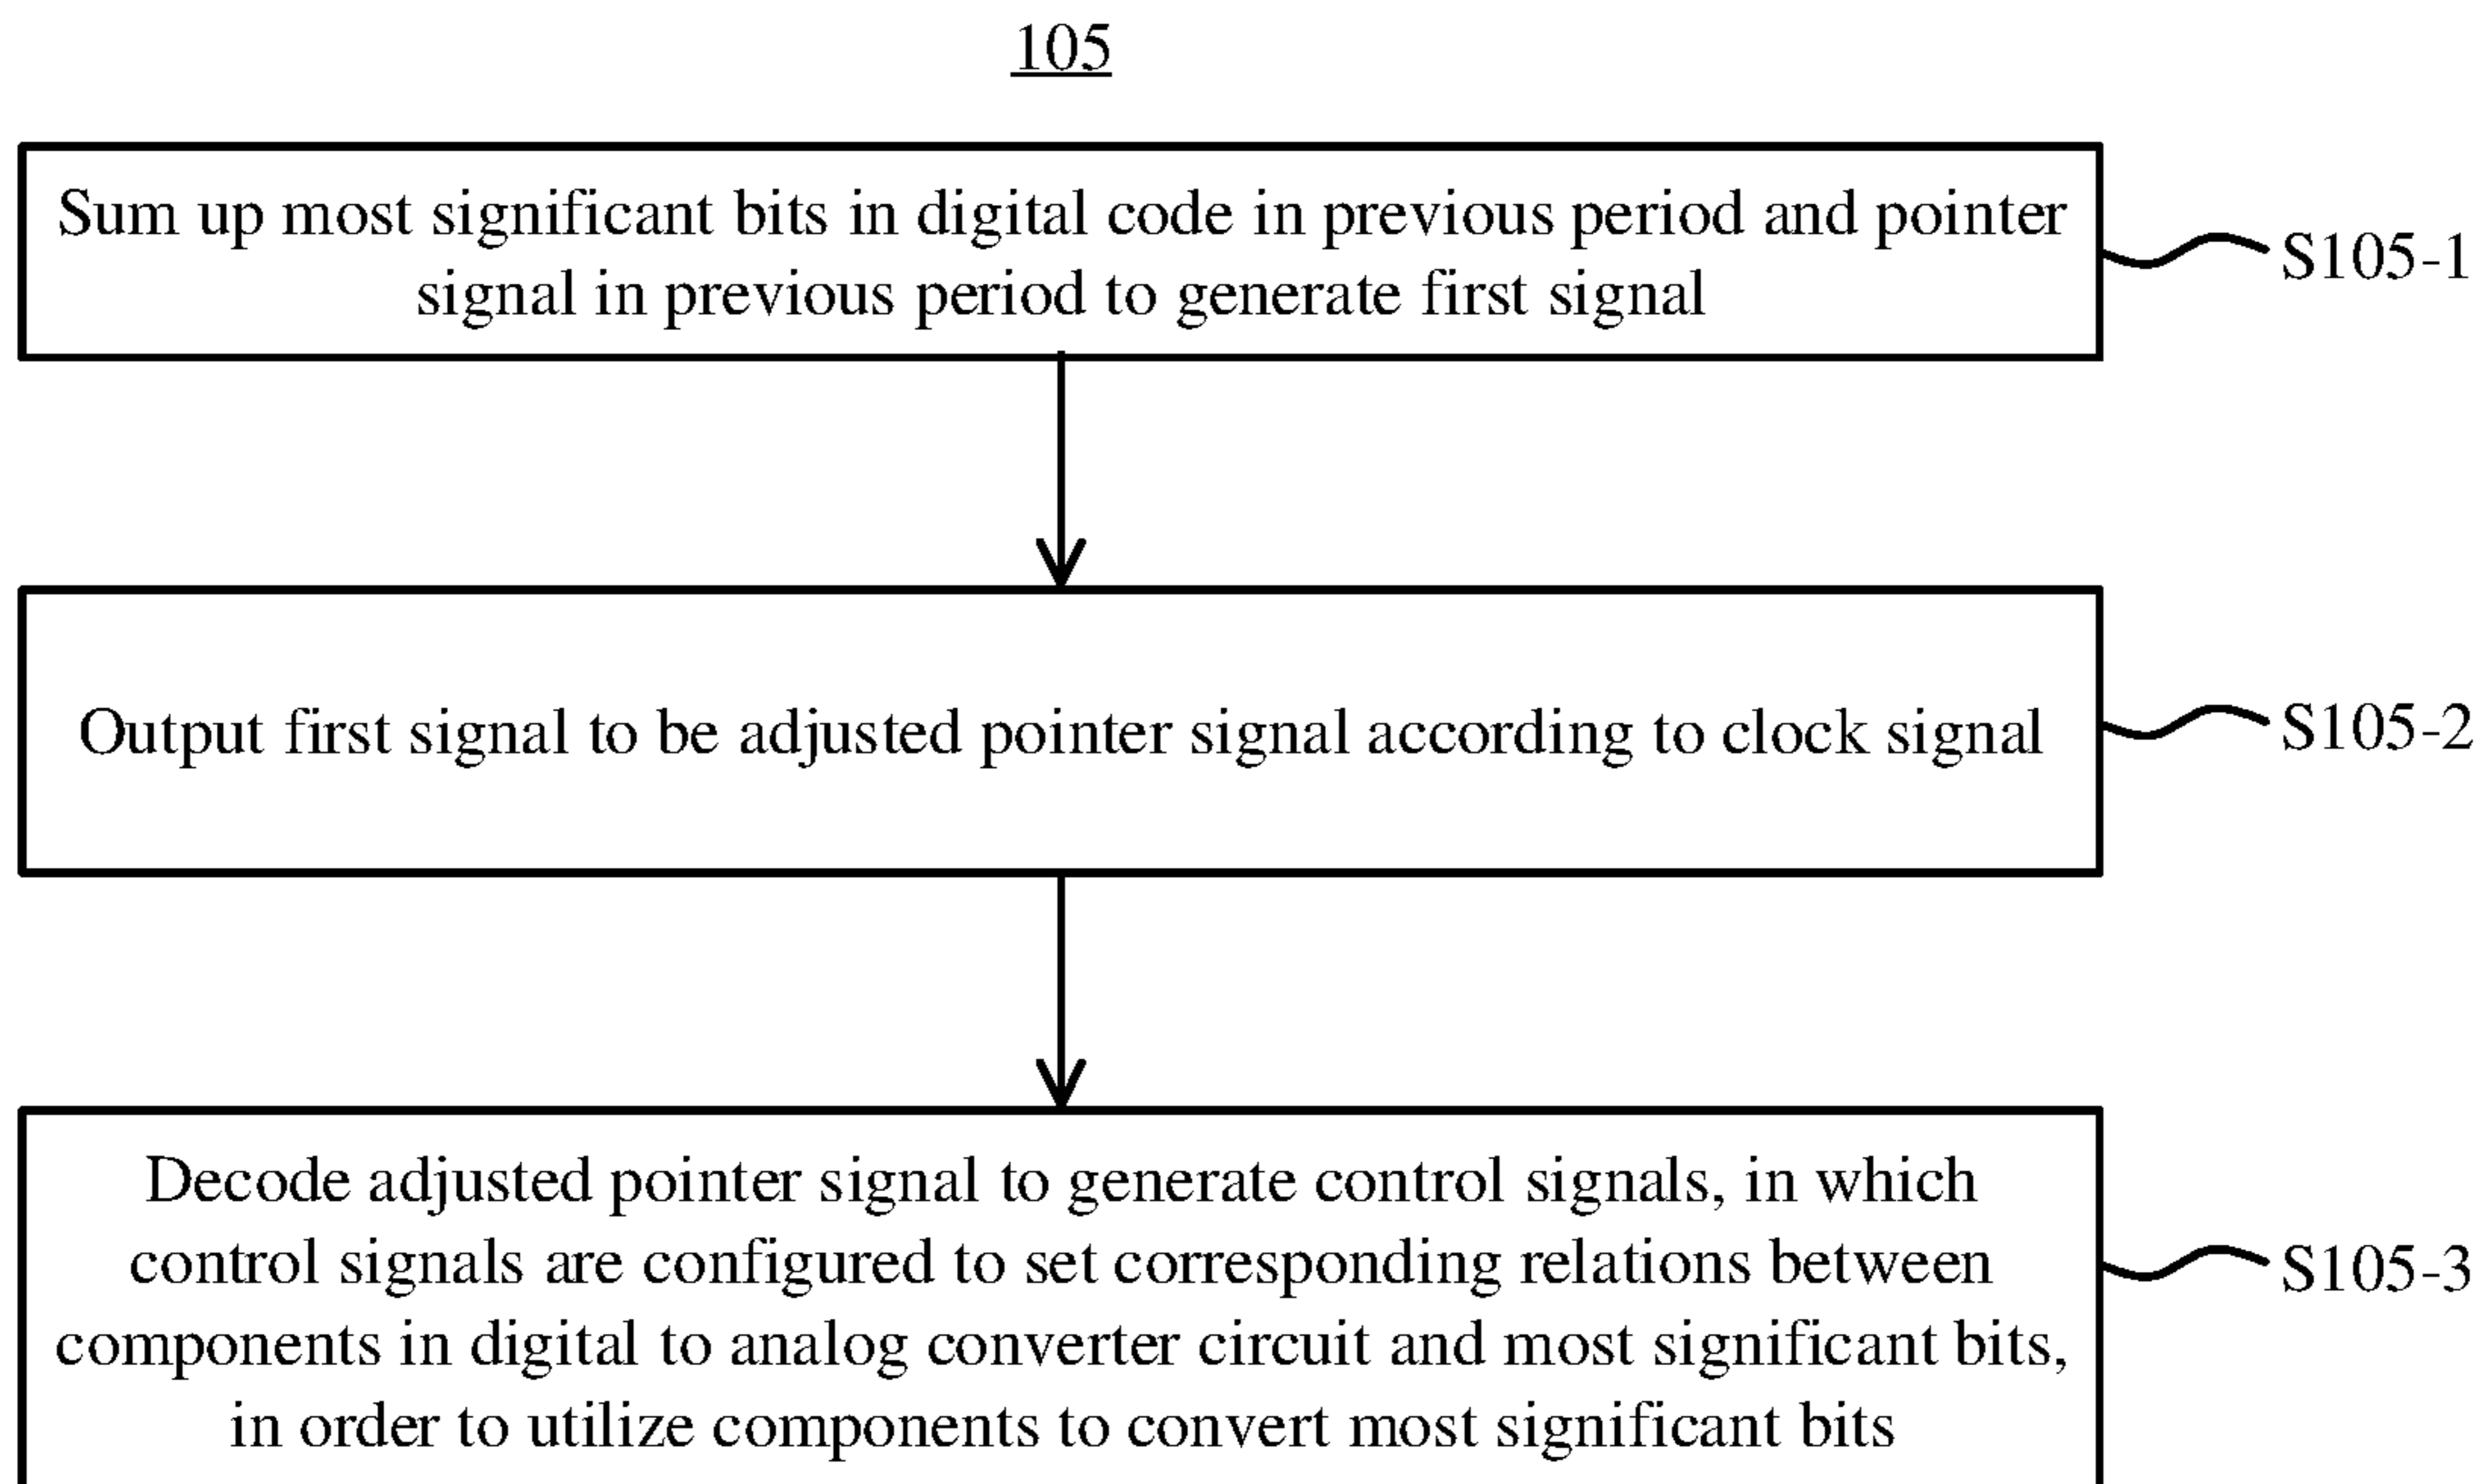 105
Sum up most significant bits in digital code in previous period and pointer
signal in previous period to generate first signal
S105-1
Output first signal to be adjusted pointer signal according to clock signal
S105-2
Decode adjusted pointer signal to generate control signals, in which
control signals are configured to set corresponding relations between
components in digital to analog converter circuit and most significant bits,
in order to utilize components to convert most significant bits
S105-3